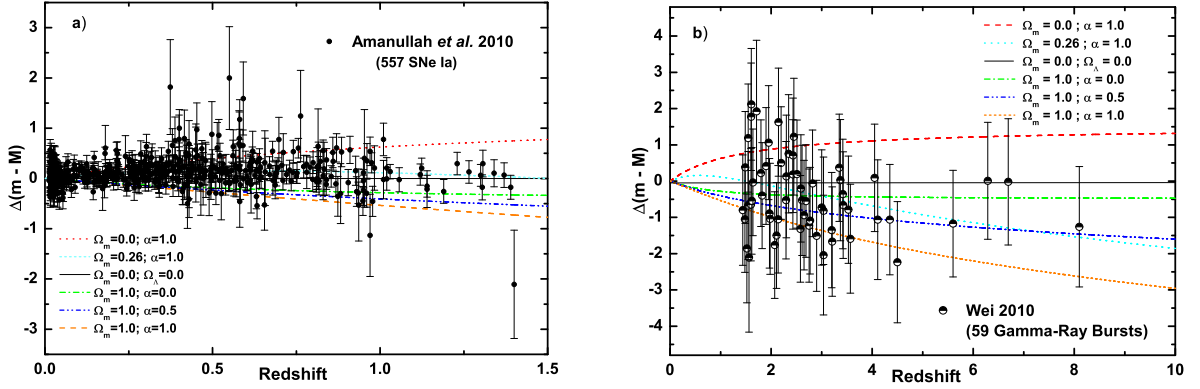 a)
Amanullah et al. 2010
(557 SNe Ia)
3
2
1
0
-1
-2
-3
Δ(m - M)
Ωm=0.0; α=1.0
Ωm=0.26; α=1.0
Ωm=0.0; ΩΛ=0.0
Ωm=1.0; α=0.0
Ωm=1.0; α=0.5
Ωm=1.0; α=1.0
0.0 0.5 1.0 1.5
Redshift
b)
Ωm = 0.0 ; α = 1.0
Ωm = 0.26 ; α = 1.0
Ωm = 0.0 ; ΩΛ = 0.0
Ωm = 1.0 ; α = 0.0
Ωm = 1.0 ; α = 0.5
Ωm = 1.0 ; α = 1.0
4
3
2
1
0
-1
-2
-3
-4
Δ(m - M)
Wei 2010
(59 Gamma-Ray Bursts)
0 2 4 6 8 10
Redshift